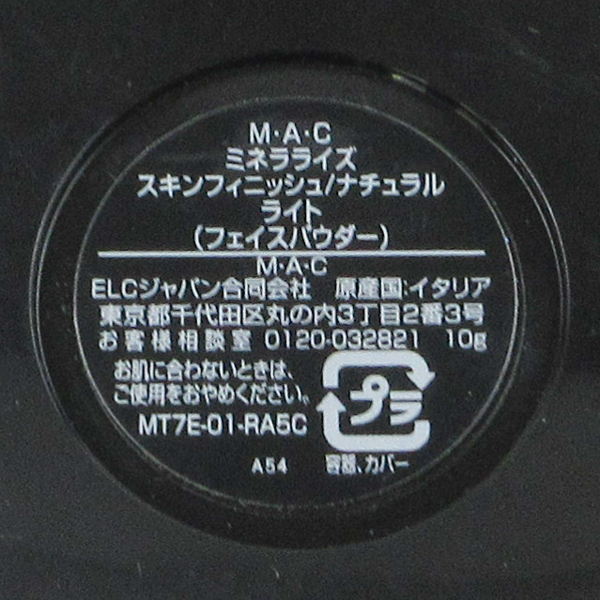 M・A・C
ミネラライズ
スキンフィニッシュ/ナチュラル
ライト
(フェイスパウダー)
M・A・C
ELCジャパン合同会社 原産国:イタリア
東京都千代田区丸の内3丁目2番3号
お客様相談室 0120-032821 10g
お肌に合わないときは、
ご使用をおやめください。
プラ
MT7E-01-RA5C
A54 容器、カバー